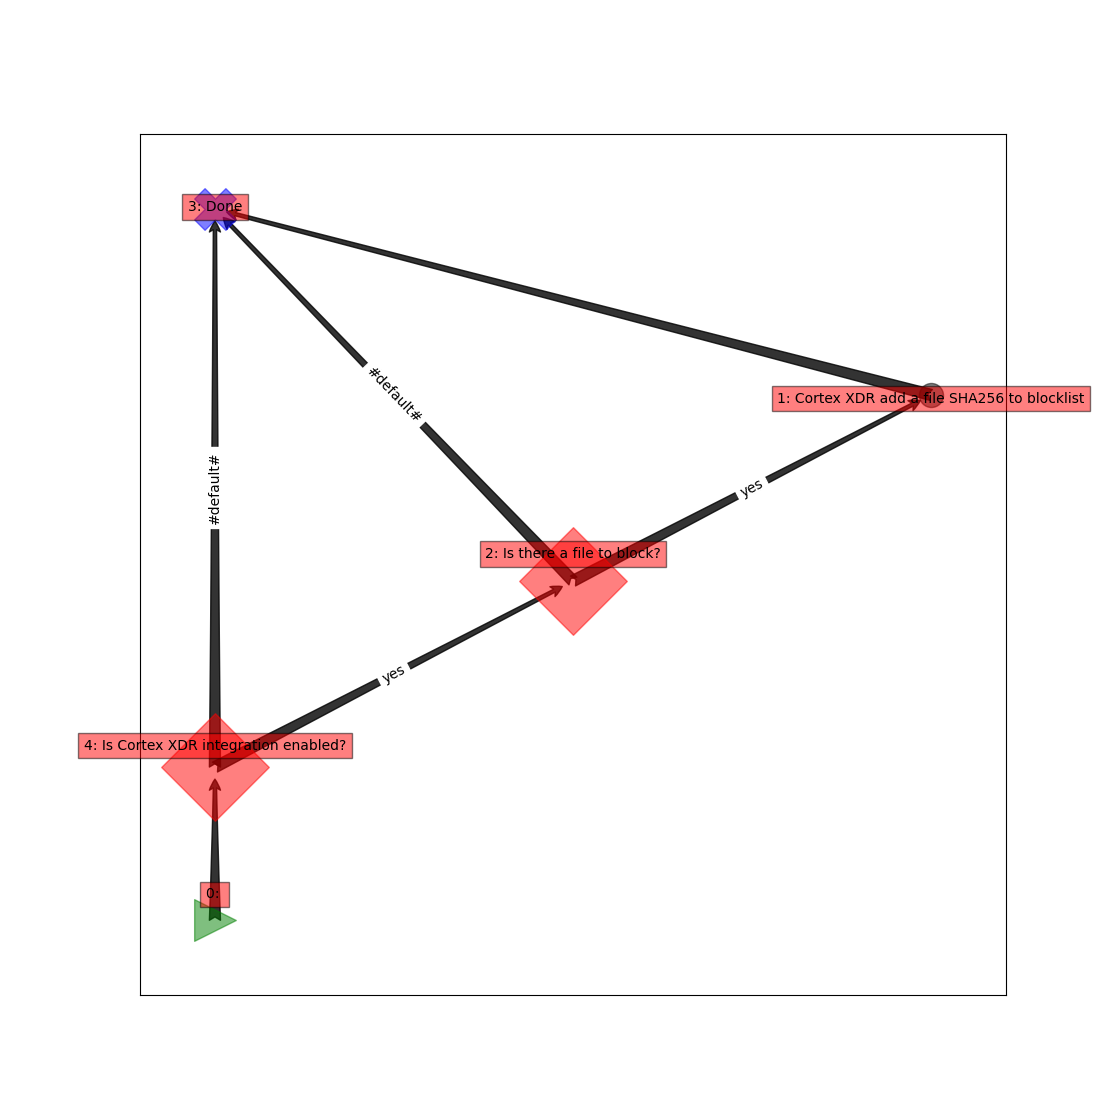 3: Done
#default#
1: Cortex XDR add a file SHA256 to blocklist
#default#
yes
2: Is there a file to block?
yes
4: Is Cortex XDR integration enabled?
0: